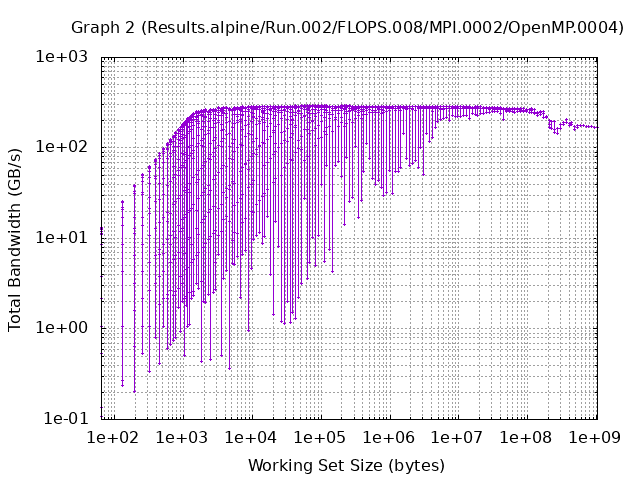 Graph 2 (Results.alpine/Run.002/FLOPS.008/MPI.0002/OpenMP.0004)
Total Bandwidth (GB/s)
1e+03
1e+02
1e+01
1e+00
1e-01
1e+02 1e+03 1e+04 1e+05 1e+06 1e+07 1e+08 1e+09
Working Set Size (bytes)